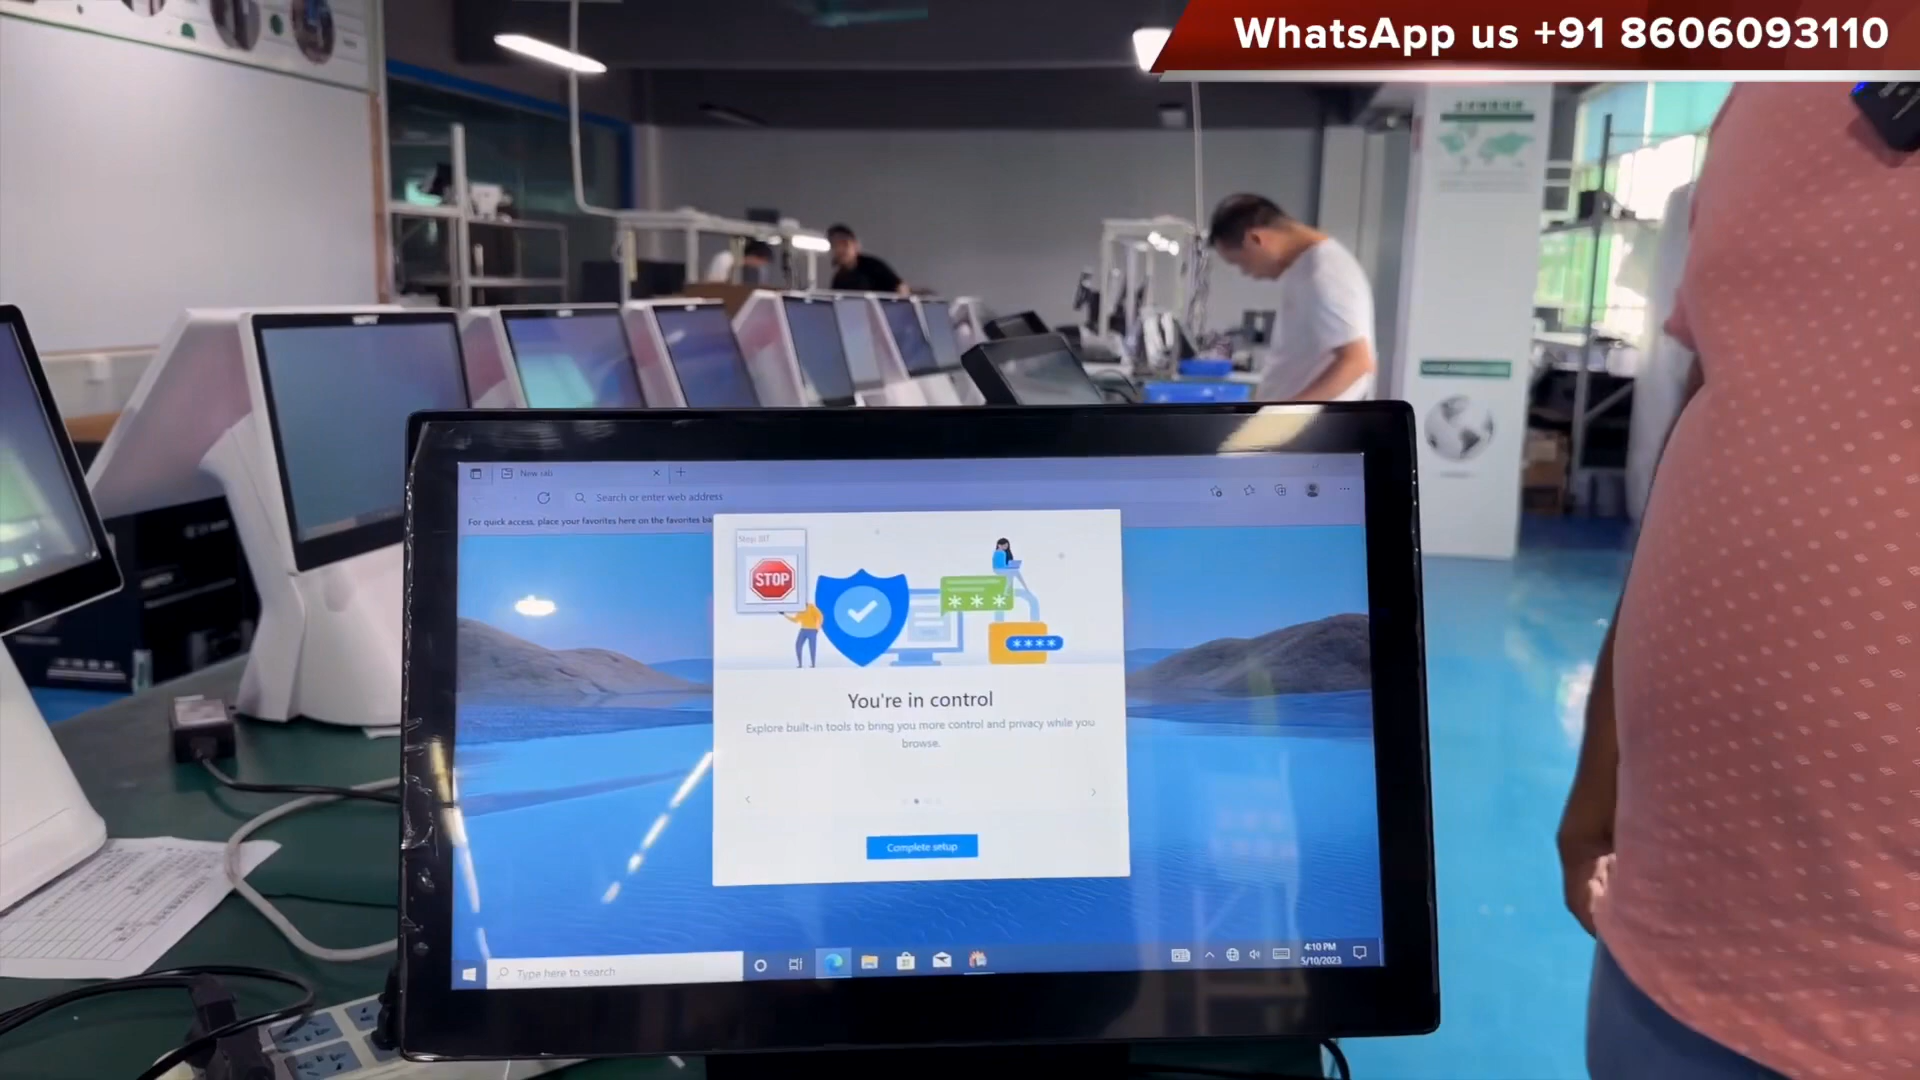 WhatsApp us +91 8606093110
New tab
Search or enter web address
For quick access, place your favorites here on the favorites ba
STOP
You're in control
Explore built-in tools to bring you more control and privacy while you
browse.
Complete setup
Type here to search
4:10 PM
5/10/2023